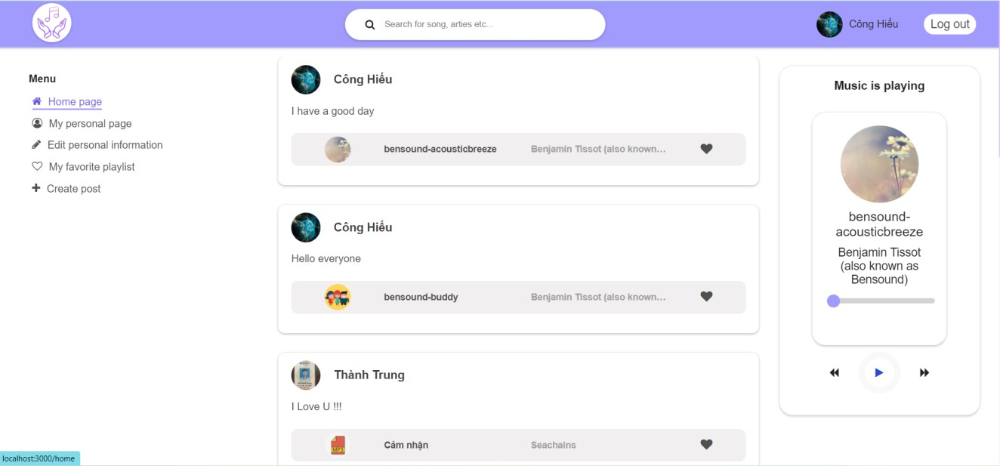 Search for song, arties etc...
Công Hiếu
Log out
Menu
Home page
My personal page
Edit personal information
My favorite playlist
Create post
Công Hiếu
I have a good day
bensound-acousticbreeze Benjamin Tissot (also known...
Công Hiếu
Hello everyone
bensound-buddy Benjamin Tissot (also known...
Thành Trung
I Love U !!!
MP3
Cảm nhận Seachains
Music is playing
bensound-
acousticbreeze
Benjamin Tissot
(also known as
Bensound)
localhost:3000/home